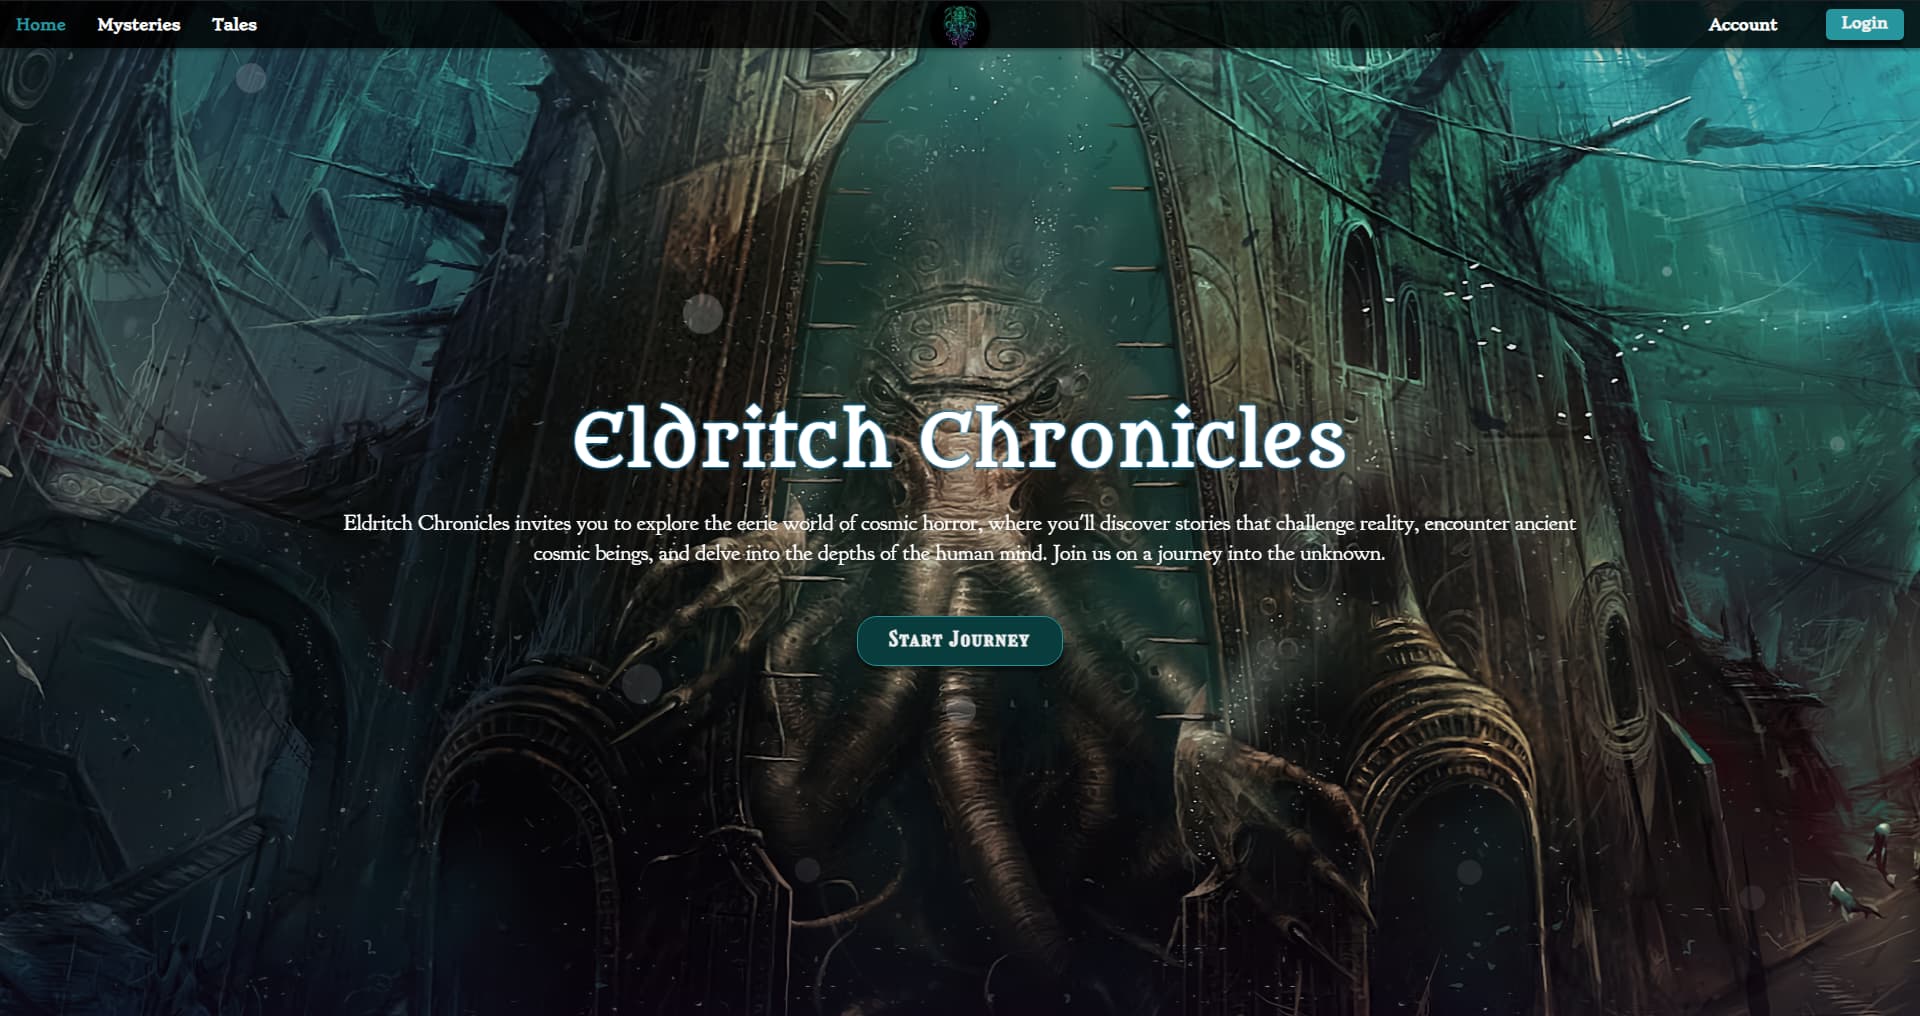 Home Mysteries Tales Account Login
Eldritch Chronicles
Eldritch Chronicles invites you to explore the eerie world of cosmic horror, where you'll discover stories that challenge reality, encounter ancient
cosmic beings, and delve into the depths of the human mind. Join us on a journey into the unknown.
Start Journey